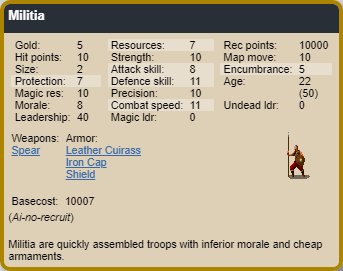 Militia
Gold: 5 Resources: 7 Rec points: 10000
Hit points: 10 Strength: 10 Map move: 10
Size: 2 Attack skill: 8 Encumbrance: 5
Protection: 7 Defence skill: 11 Age: 22
Magic res: 10 Precision: 10 (50)
Morale: 8 Combat speed: 11 Undead ldr: 0
Leadership: 40 Magic ldr: 0
Weapons: Armor:
Spear Leather Cuirass
Iron Cap
Shield
Basecost: 10007
(Ai-no-recruit)
Militia are quickly assembled troops with inferior morale and cheap
armaments.